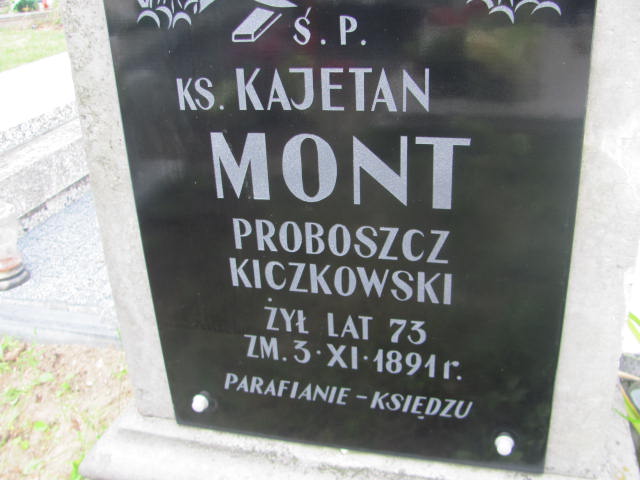 Ś. P.
KS. KAJETAN
MONT
PROBOSZCZ
KICZKOWSKI
ŻYŁ LAT 73
ZM. 3·XI·1891 r.
PARAFIANIE – KSIĘDZU